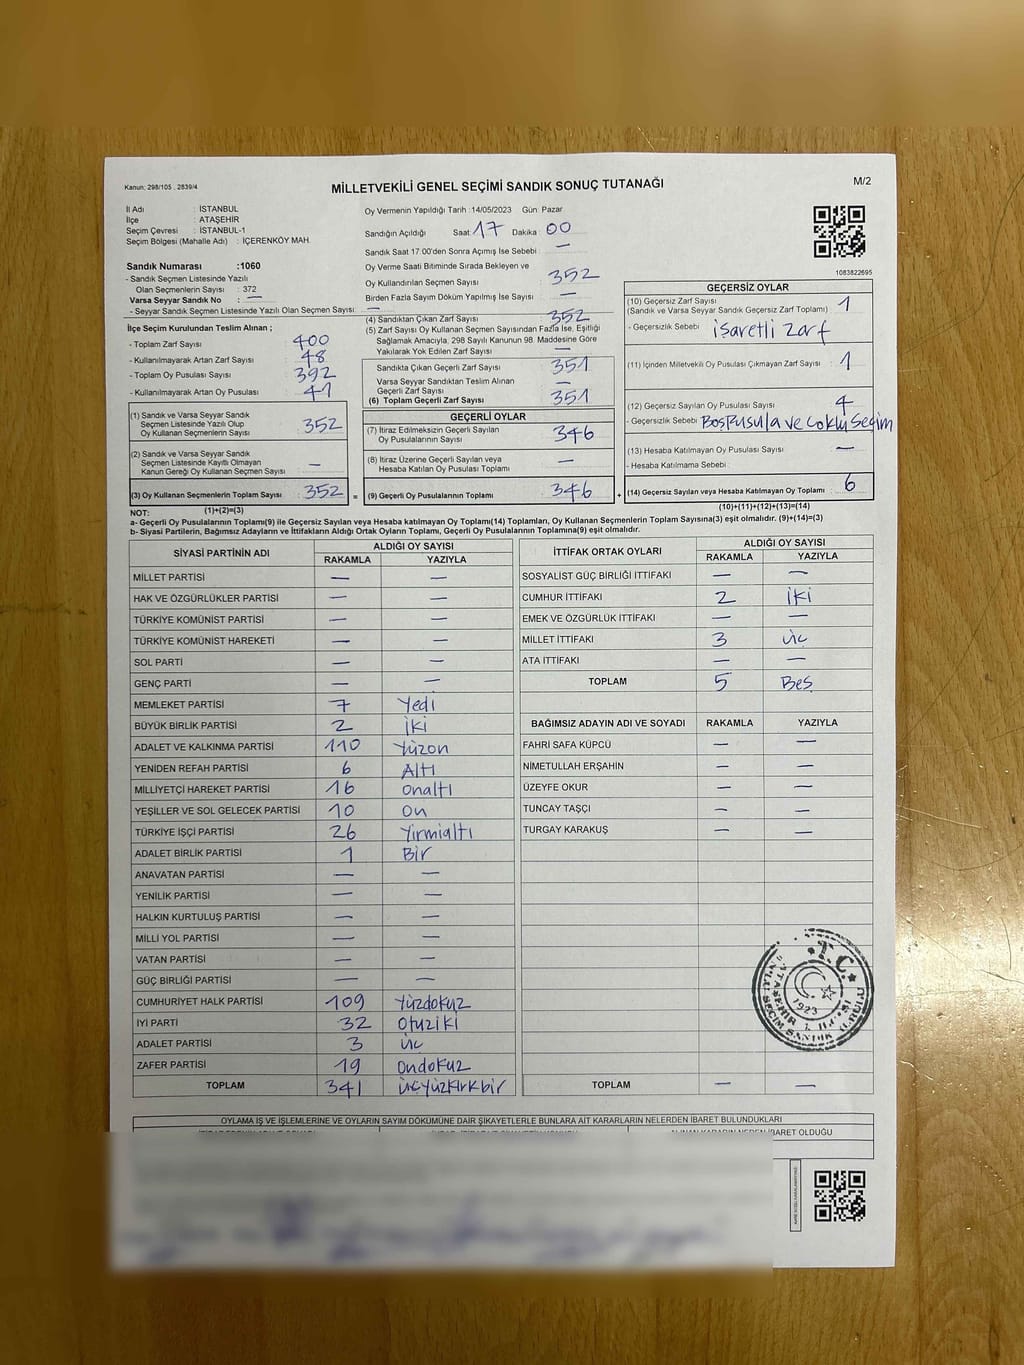 Kanun: 298/105 , 2839/4
MİLLETVEKİLİ GENEL SEÇİMİ SANDIK SONUÇ TUTANAĞI
M/2
İl Adı : İSTANBUL
İlçe : ATAŞEHİR
Seçim Çevresi : İSTANBUL-1
Seçim Bölgesi (Mahalle Adı) : İÇERENKÖY MAH.
Sandık Numarası :1060
- Sandık Seçmen Listesinde Yazılı
Olan Seçmenlerin Sayısı : 372
Varsa Seyyar Sandık No : —
- Seyyar Sandık Seçmen Listesinde Yazılı Olan Seçmen Sayısı: —
İlçe Seçim Kurulundan Teslim Alınan ;
- Toplam Zarf Sayısı : 400
- Kullanılmayarak Artan Zarf Sayısı : 48
- Toplam Oy Pusulası Sayısı : 392
- Kullanılmayarak Artan Oy Pusulası : 41
(1) Sandık ve Varsa Seyyar Sandık
Seçmen Listesinde Yazılı Olup
Oy Kullanan Seçmenlerin Sayısı : 352
(2) Sandık ve Varsa Seyyar Sandık
Seçmen Listesinde Kayıtlı Olmayan
Kanun Gereği Oy Kullanan Seçmen Sayısı : —
(3) Oy Kullanan Seçmenlerin Toplam Sayısı : 352
(1)+(2)=(3)
Oy Vermenin Yapıldığı Tarih :14/05/2023 Gün Pazar
Sandığın Açıldığı Saat 17 Dakika 00
Sandık Saat 17:00'den Sonra Açılmış İse Sebebi : —
Oy Verme Saati Bitiminde Sırada Bekleyen ve
Oy Kullandırılan Seçmen Sayısı : 352
Birden Fazla Sayım Döküm Yapılmış İse Sayısı : —
(4) Sandıktan Çıkan Zarf Sayısı : 352
(5) Zarf Sayısı Oy Kullanan Seçmen Sayısından Fazla İse, Eşitliği
Sağlamak Amacıyla, 298 Sayılı Kanunun 98. Maddesine Göre
Yakılarak Yok Edilen Zarf Sayısı : —
Sandıkta Çıkan Geçerli Zarf Sayısı : 351
Varsa Seyyar Sandıktan Teslim Alınan
Geçerli Zarf Sayısı : —
(6) Toplam Geçerli Zarf Sayısı : 351
GEÇERLİ OYLAR
(7) İtiraz Edilmeksizin Geçerli Sayılan
Oy Pusulalarının Sayısı : 346
(8) İtiraz Üzerine Geçerli Sayılan veya
Hesaba Katılan Oy Pusulası Toplamı : —
= (9) Geçerli Oy Pusulalarının Toplamı : 346
1083822695
GEÇERSİZ OYLAR
(10) Geçersiz Zarf Sayısı :
(Sandık ve Varsa Seyyar Sandık Geçersiz Zarf Toplamı) 1
- Geçersizlik Sebebi : işaretli zarf
(11) İçinden Milletvekili Oy Pusulası Çıkmayan Zarf Sayısı : 1
(12) Geçersiz Sayılan Oy Pusulası Sayısı : 4
- Geçersizlik Sebebi : Boş Pusula ve Çoklu Seçim
(13) Hesaba Katılmayan Oy Pusulası Sayısı : —
- Hesaba Katılmama Sebebi :
+ (14) Geçersiz Sayılan veya Hesaba Katılmayan Oy Toplamı : 6
(10)+(11)+(12)+(13)=(14)
NOT:
a- Geçerli Oy Pusulalarının Toplamı(9) ile Geçersiz Sayılan veya Hesaba katılmayan Oy Toplamı(14) Toplamları, Oy Kullanan Seçmenlerin Toplam Sayısına(3) eşit olmalıdır. (9)+(14)=(3)
b- Siyasi Partilerin, Bağımsız Adayların ve İttifakların Aldığı Ortak Oyların Toplamı, Geçerli Oy Pusulalarının Toplamına(9) eşit olmalıdır.
SİYASİ PARTİNİN ADI ALDIĞI OY SAYISI
RAKAMLA YAZIYLA
MİLLET PARTİSİ — —
HAK VE ÖZGÜRLÜKLER PARTİSİ — —
TÜRKİYE KOMÜNİST PARTİSİ — —
TÜRKİYE KOMÜNİST HAREKETİ — —
SOL PARTİ — —
GENÇ PARTİ — —
MEMLEKET PARTİSİ 7 Yedi
BÜYÜK BİRLİK PARTİSİ 2 iki
ADALET VE KALKINMA PARTİSİ 110 Yüzon
YENİDEN REFAH PARTİSİ 6 Altı
MİLLİYETÇİ HAREKET PARTİSİ 16 onaltı
YEŞİLLER VE SOL GELECEK PARTİSİ 10 on
TÜRKİYE İŞÇİ PARTİSİ 26 Yirmialtı
ADALET BİRLİK PARTİSİ 1 Bir
ANAVATAN PARTİSİ — —
YENİLİK PARTİSİ — —
HALKIN KURTULUŞ PARTİSİ — —
MİLLİ YOL PARTİSİ — —
VATAN PARTİSİ — —
GÜÇ BİRLİĞİ PARTİSİ — —
CUMHURİYET HALK PARTİSİ 109 Yüzdokuz
İYİ PARTİ 32 otuziki
ADALET PARTİSİ 3 üç
ZAFER PARTİSİ 19 ondokuz
TOPLAM 341 üçyüzkırkbir
İTTİFAK ORTAK OYLARI ALDIĞI OY SAYISI
RAKAMLA YAZIYLA
SOSYALİST GÜÇ BİRLİĞİ İTTİFAKI — —
CUMHUR İTTİFAKI 2 iki
EMEK VE ÖZGÜRLÜK İTTİFAKI — —
MİLLET İTTİFAKI 3 üç
ATA İTTİFAKI — —
TOPLAM 5 Beş
BAĞIMSIZ ADAYIN ADI VE SOYADI RAKAMLA YAZIYLA
FAHRİ SAFA KÜPCÜ — —
NİMETULLAH ERŞAHİN — —
ÜZEYFE OKUR — —
TUNCAY TAŞÇI — —
TURGAY KARAKUŞ — —
T.C.
ATAŞEHİR 1. İLÇESİ
SEÇİM SANDIK KURULU
1923
TOPLAM — —
OYLAMA İŞ VE İŞLEMLERİNE VE OYLARIN SAYIM DÖKÜMÜNE DAİR ŞİKAYETLERLE BUNLARA AİT KARARLARIN NELERDEN İBARET BULUNDUKLARI
ALINAN KARARIN NEDEN İBARET OLDUĞU